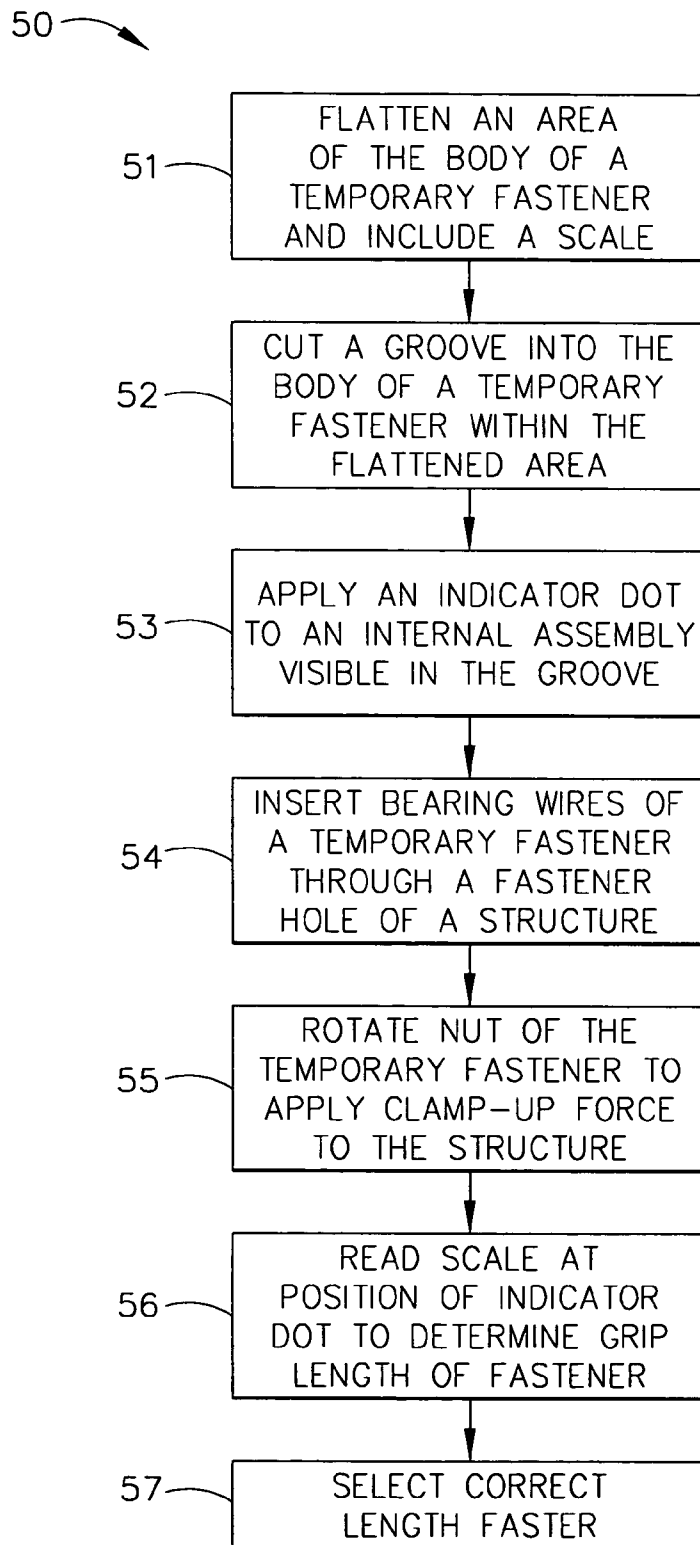 50
51
FLATTEN AN AREA
OF THE BODY OF A
TEMPORARY FASTENER
AND INCLUDE A SCALE
52
CUT A GROOVE INTO THE
BODY OF A TEMPORARY
FASTENER WITHIN THE
FLATTENED AREA
53
APPLY AN INDICATOR DOT
TO AN INTERNAL ASSEMBLY
VISIBLE IN THE GROOVE
54
INSERT BEARING WIRES OF
A TEMPORARY FASTENER
THROUGH A FASTENER
HOLE OF A STRUCTURE
55
ROTATE NUT OF THE
TEMPORARY FASTENER TO
APPLY CLAMP-UP FORCE
TO THE STRUCTURE
56
READ SCALE AT
POSITION OF INDICATOR
DOT TO DETERMINE GRIP
LENGTH OF FASTENER
57
SELECT CORRECT
LENGTH FASTER